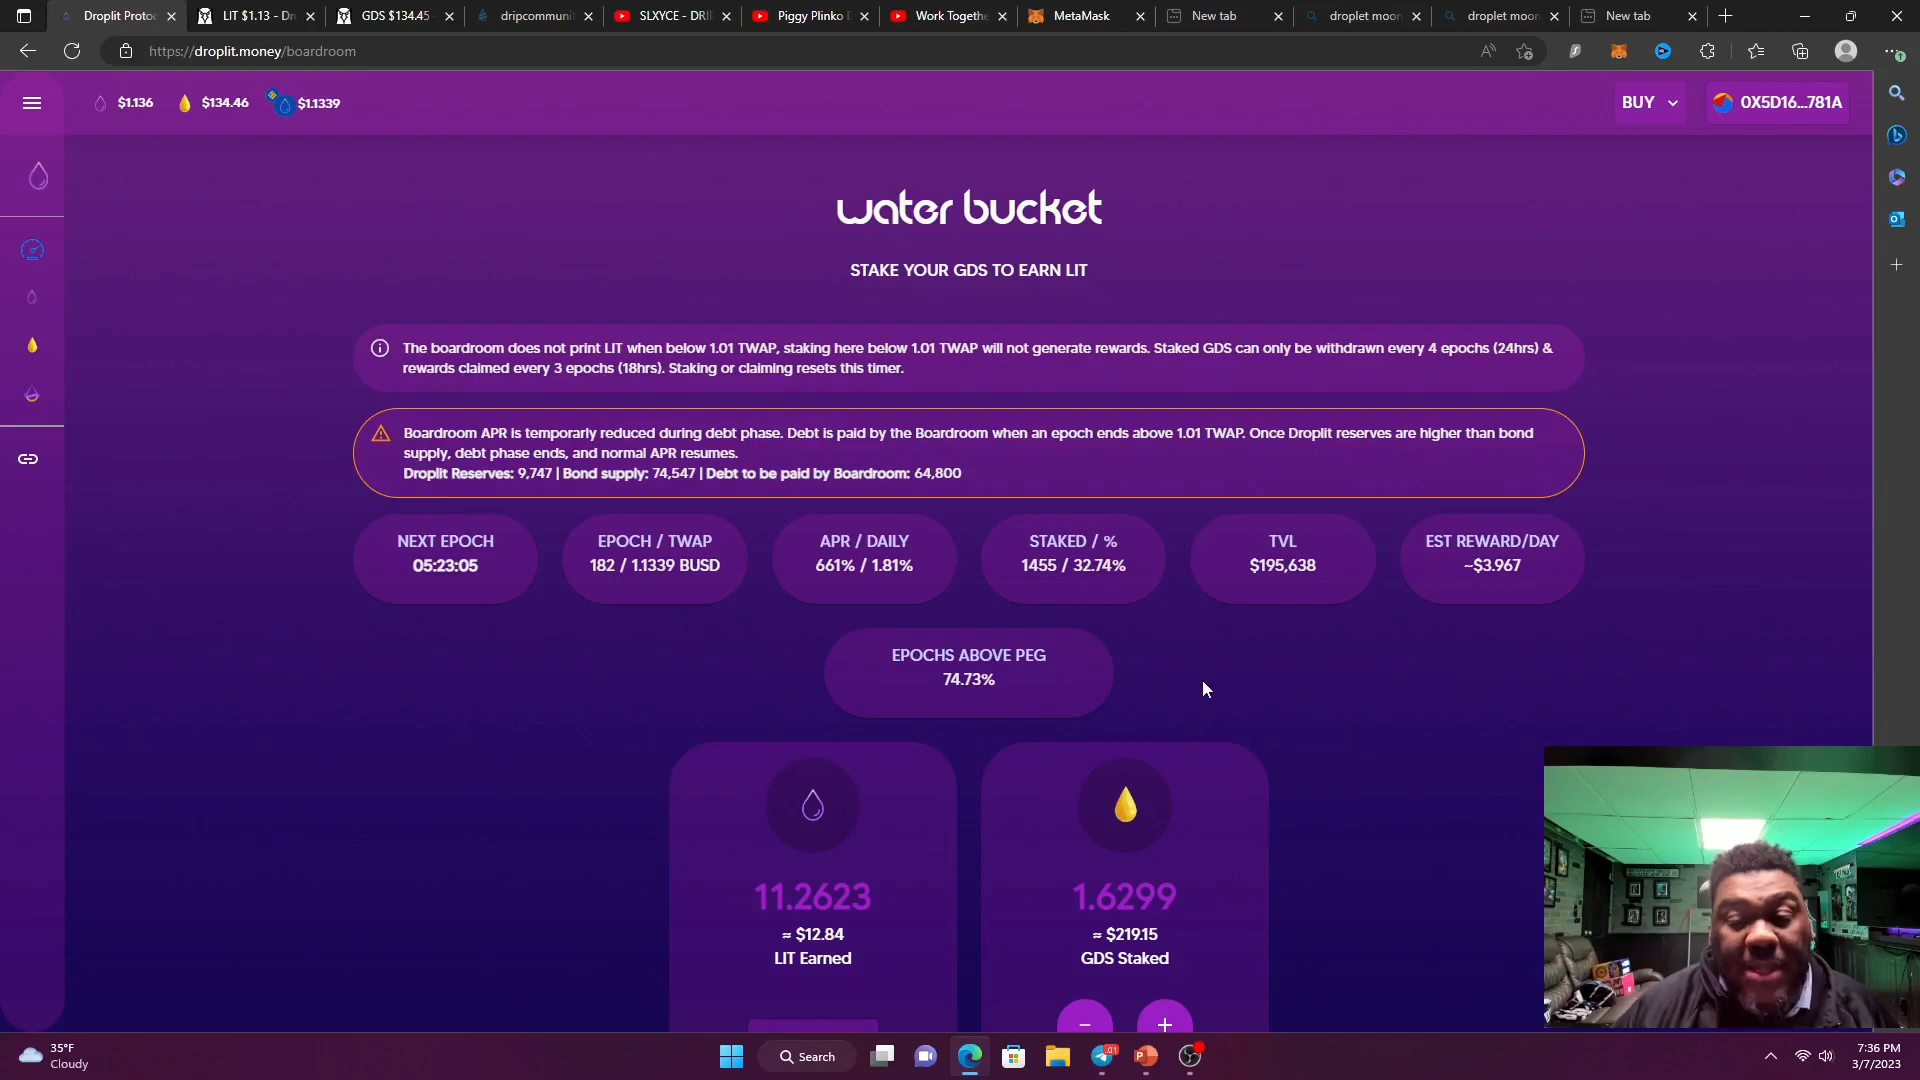 Droplit Protoc
LIT $1.13 - Dr
GDS $134.45
dripcommuni
SLXYCE - DRI
Piggy Plinko
Work Togethe
MetaMask
New tab
droplet moon
droplet moon
New tab
https://droplit.money/boardroom
$1.136
$134.46
$1.1339
BUY
0X5D16...781A
water bucket
STAKE YOUR GDS TO EARN LIT
The boardroom does not print LIT when below 1.01 TWAP, staking here below 1.01 TWAP will not generate rewards. Staked GDS can only be withdrawn every 4 epochs (24hrs) &
rewards claimed every 3 epochs (18hrs). Staking or claiming resets this timer.
Boardroom APR is temporarly reduced during debt phase. Debt is paid by the Boardroom when an epoch ends above 1.01 TWAP. Once Droplit reserves are higher than bond
supply, debt phase ends, and normal APR resumes.
Droplit Reserves: 9,747 | Bond supply: 74,547 | Debt to be paid by Boardroom: 64,800
NEXT EPOCH
05:23:05
EPOCH / TWAP
182 / 1.1339 BUSD
APR / DAILY
661% / 1.81%
STAKED / %
1455 / 32.74%
TVL
$195,638
EST REWARD/DAY
~$3.967
EPOCHS ABOVE PEG
74.73%
11.2623
≈ $12.84
LIT Earned
1.6299
≈ $219.15
GDS Staked
35°F
Cloudy
Search
7:36 PM
3/7/2023